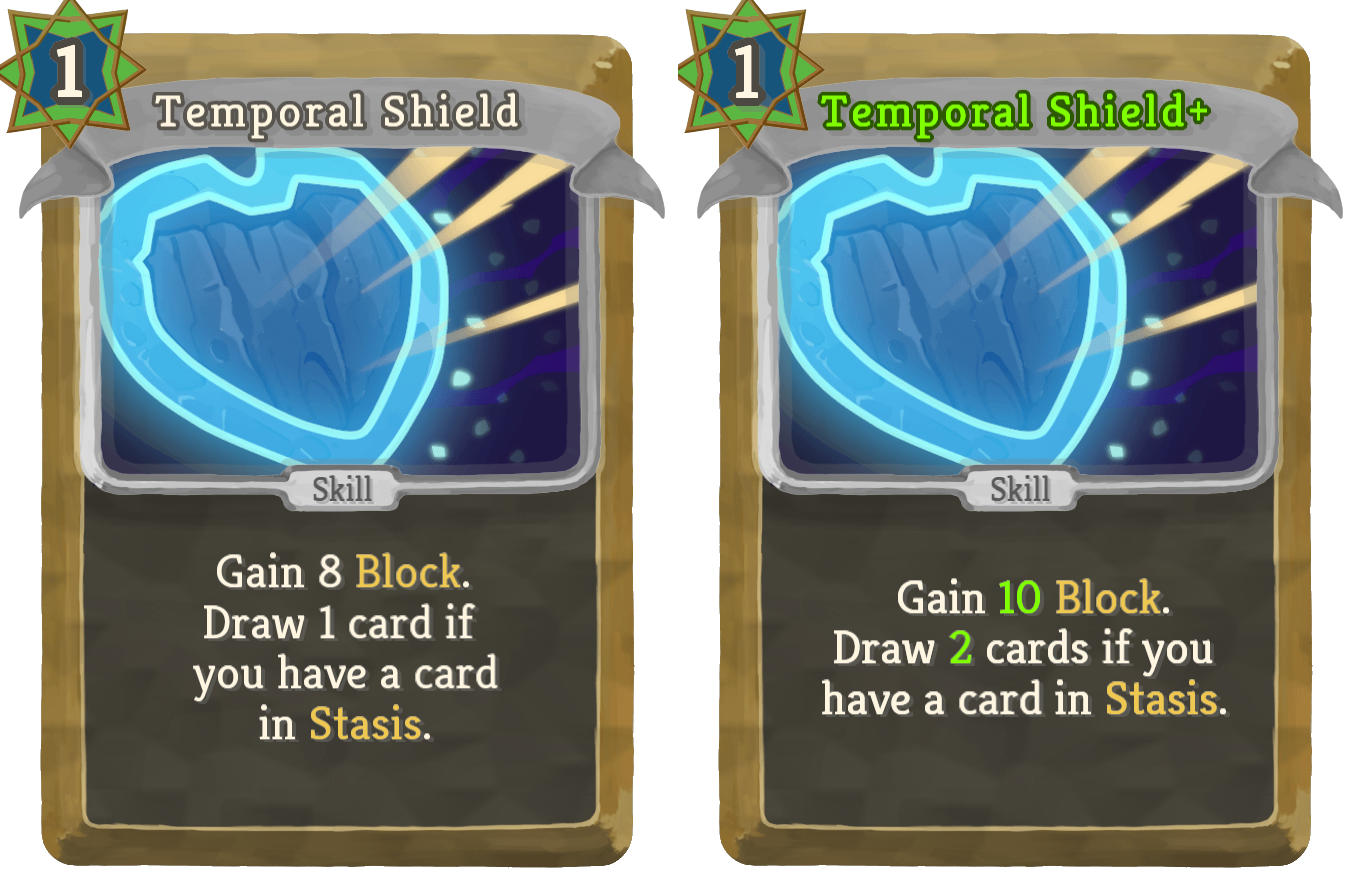 1
Temporal Shield
Skill
Gain 8 Block.
Draw 1 card if
you have a card
in Stasis.
1
Temporal Shield+
Skill
Gain 10 Block.
Draw 2 cards if you
have a card in Stasis.